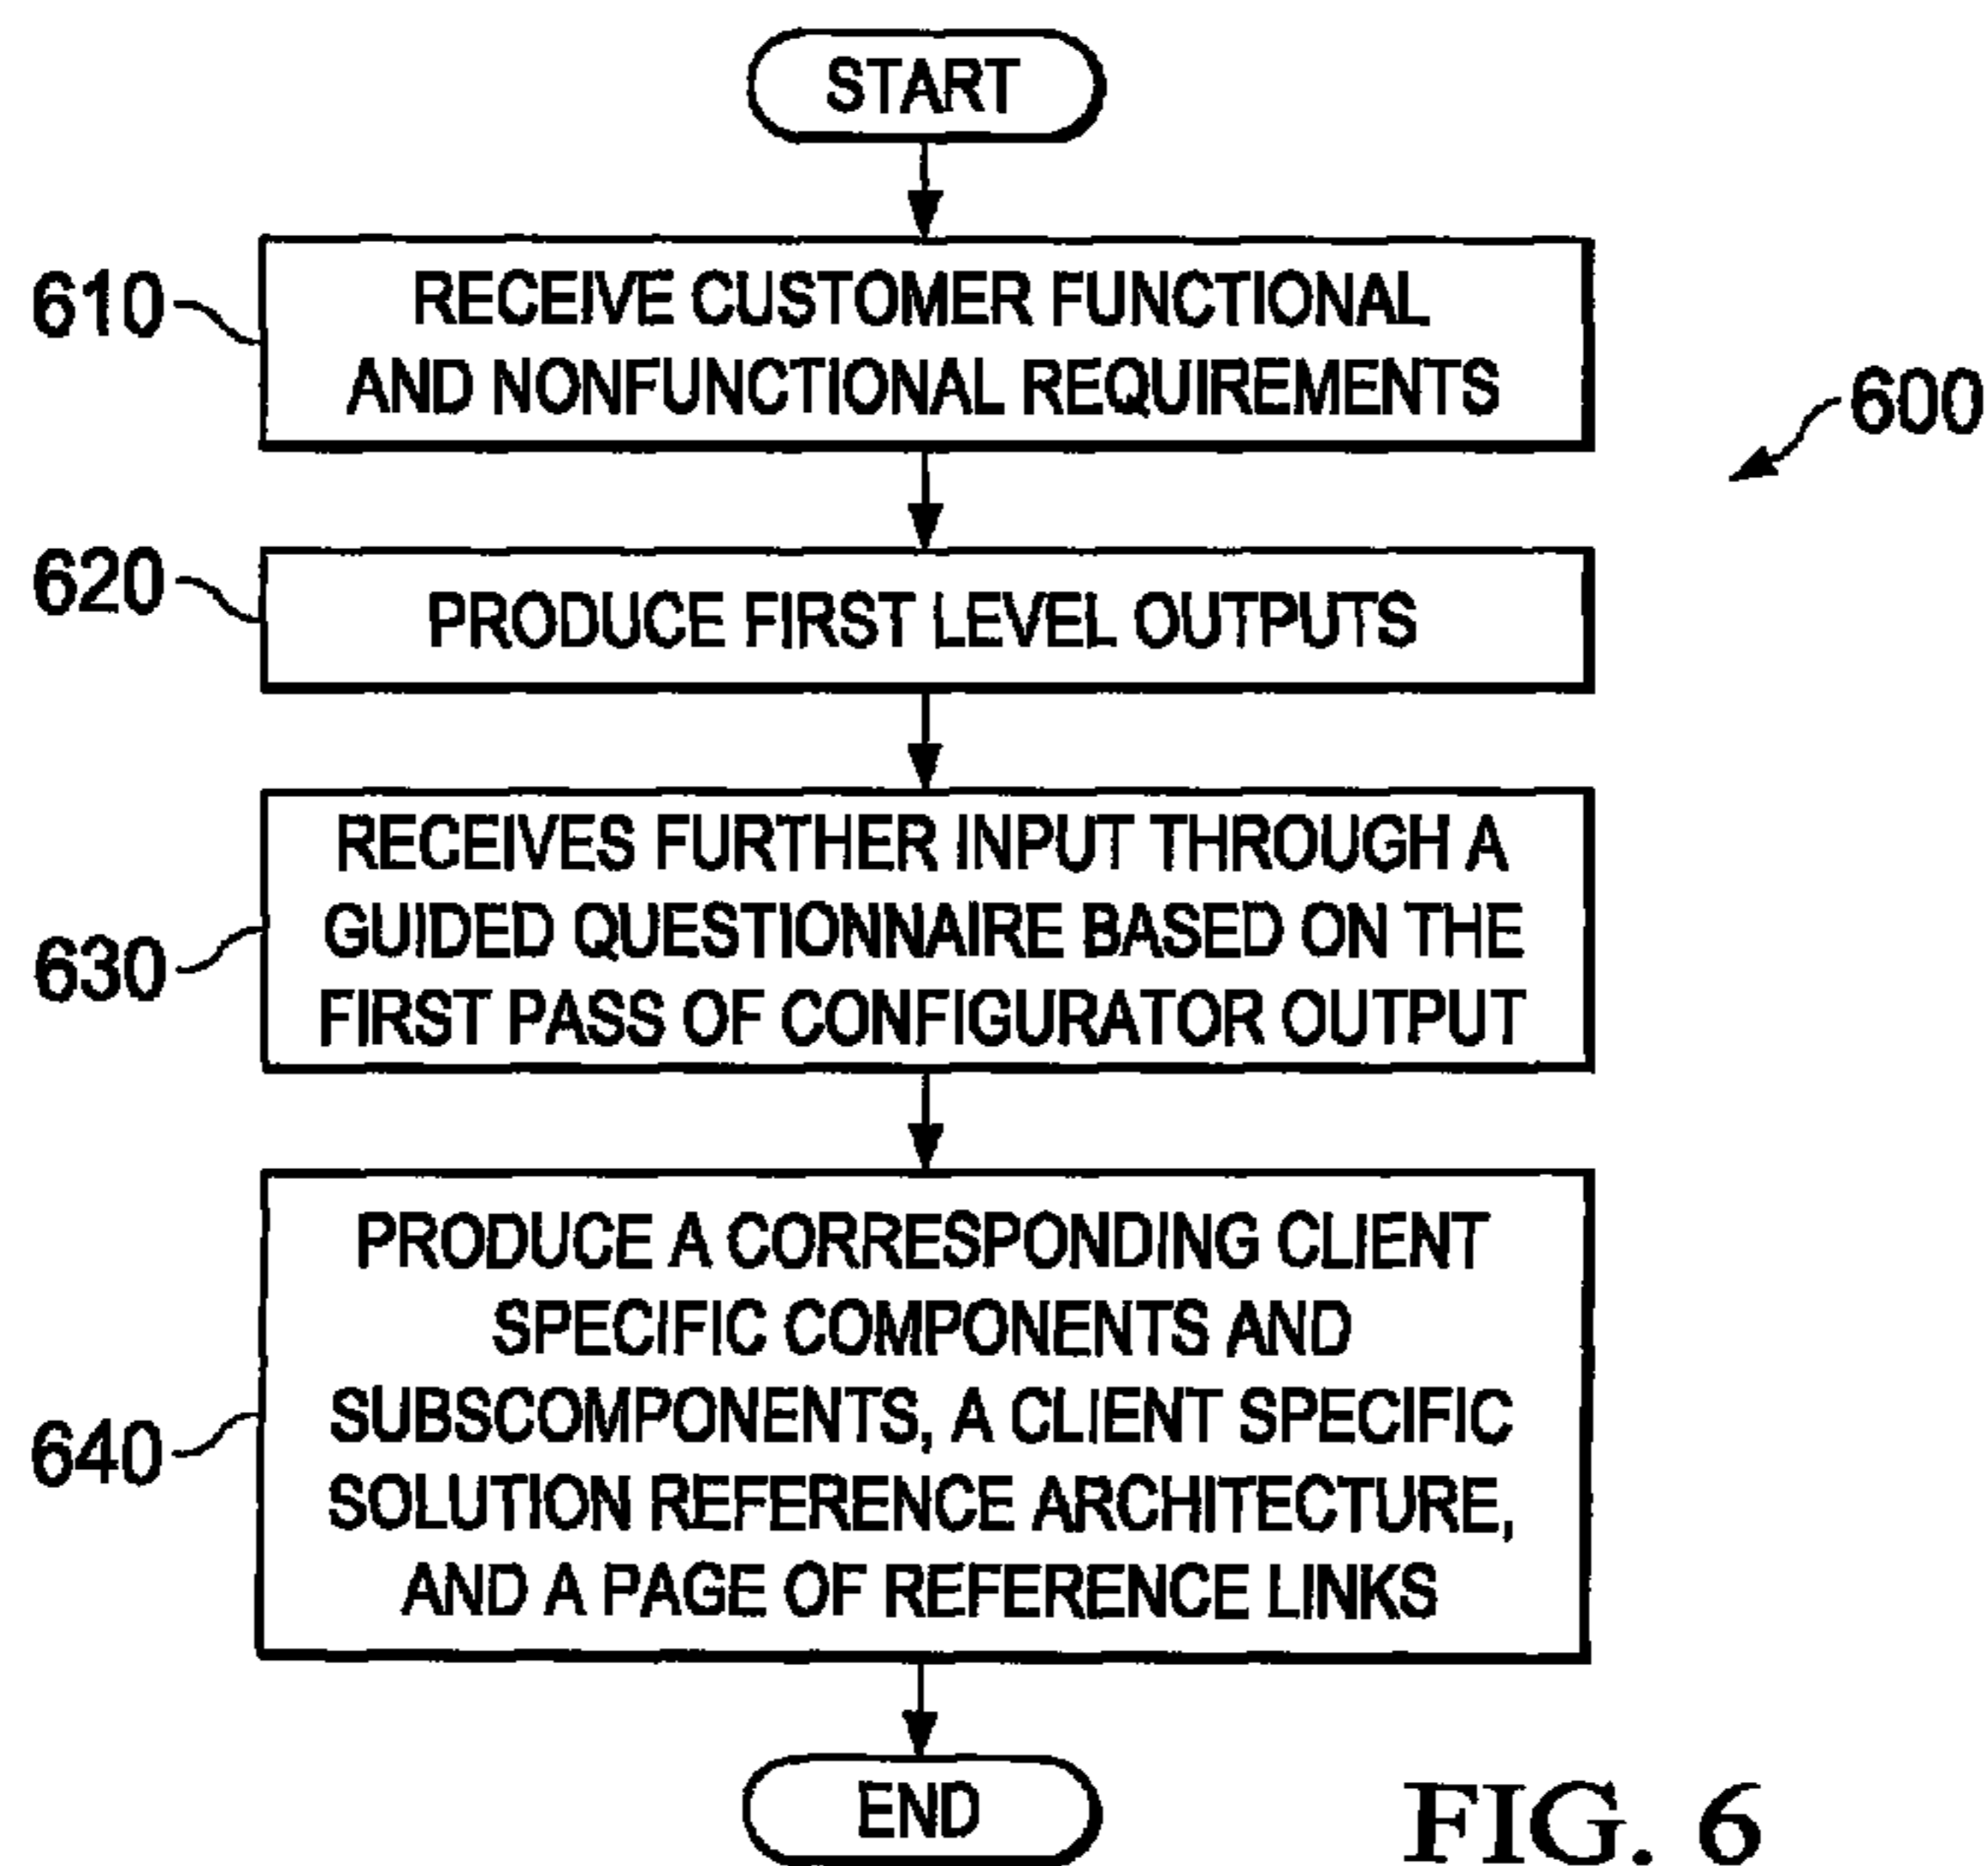 START
610
RECEIVE CUSTOMER FUNCTIONAL
AND NONFUNCTIONAL REQUIREMENTS
600
620
PRODUCE FIRST LEVEL OUTPUTS
630
RECEIVES FURTHER INPUT THROUGH A
GUIDED QUESTIONNAIRE BASED ON THE
FIRST PASS OF CONFIGURATOR OUTPUT
640
PRODUCE A CORRESPONDING CLIENT
SPECIFIC COMPONENTS AND
SUBSCOMPONENTS, A CLIENT SPECIFIC
SOLUTION REFERENCE ARCHITECTURE,
AND A PAGE OF REFERENCE LINKS
END
FIG. 6